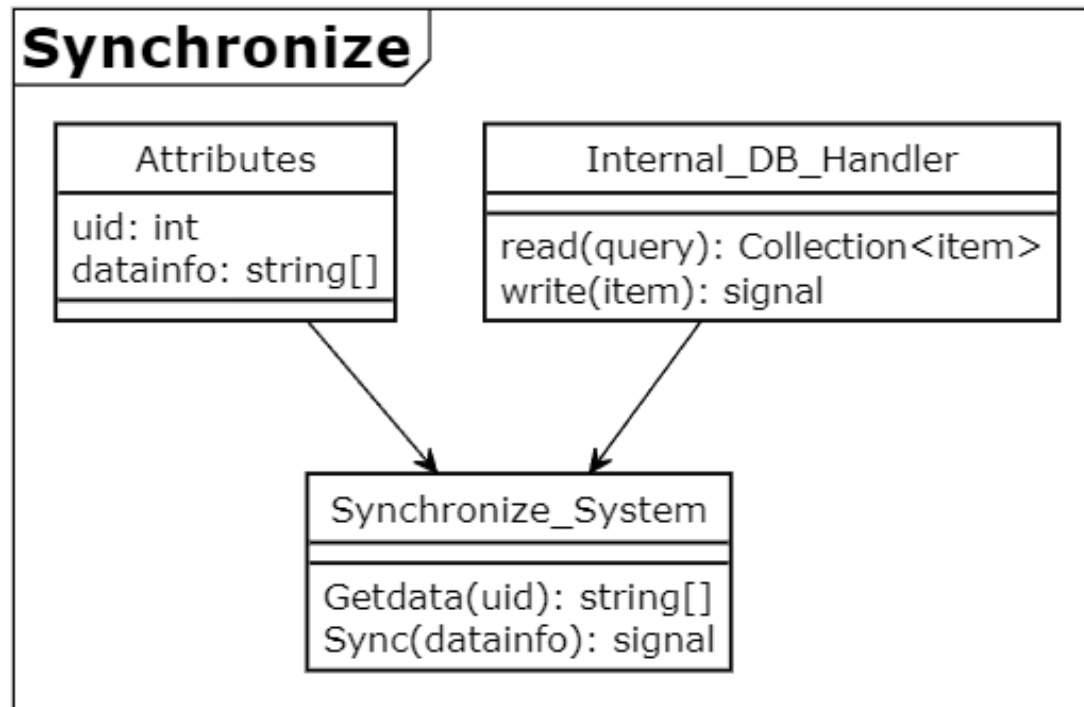 Synchronize
Attributes
uid: int
datainfo: string[]
Internal_DB_Handler
read(query): Collection<item>
write(item): signal
Synchronize_System
Getdata(uid): string[]
Sync(datainfo): signal